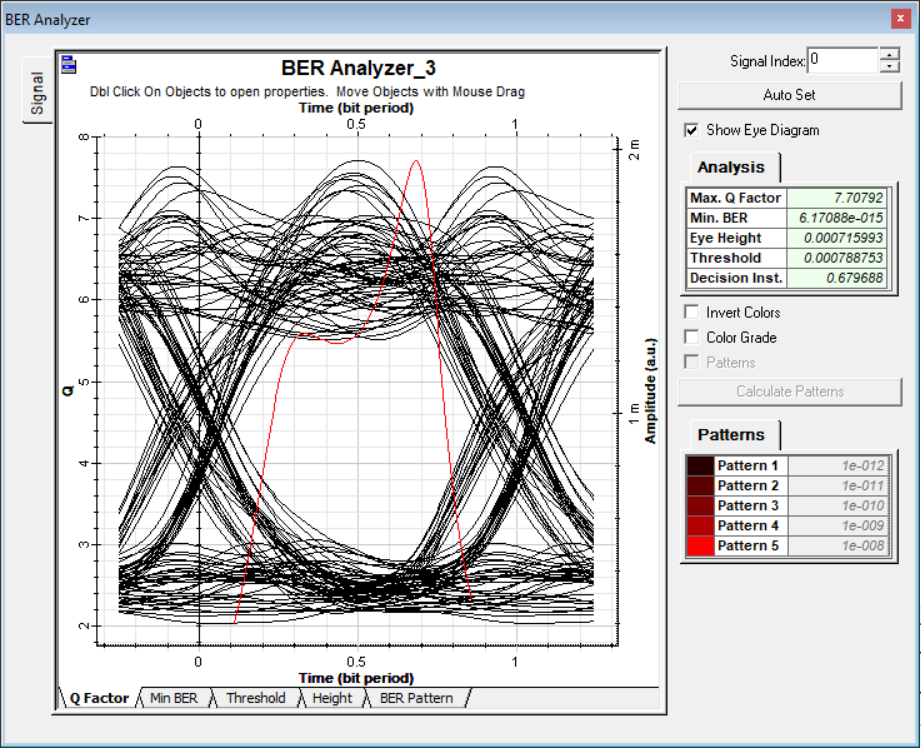 BER Analyzer
x
Signal
BER Analyzer_3
Dbl Click On Objects to open properties. Move Objects with Mouse Drag
Time (bit period)
0 0.5 1
8
7
6
5
4
3
2
Q
2 m
1 m
Amplitude (a.u.)
0 0.5 1
Time (bit period)
Q Factor Min BER Threshold Height BER Pattern
Signal Index: 0
Auto Set
Show Eye Diagram
Analysis
Max. Q Factor 7.70792
Min. BER 6.17088e-015
Eye Height 0.000715993
Threshold 0.000788753
Decision Inst. 0.679688
Invert Colors
Color Grade
Patterns
Calculate Patterns
Patterns
Pattern 1 1e-012
Pattern 2 1e-011
Pattern 3 1e-010
Pattern 4 1e-009
Pattern 5 1e-008